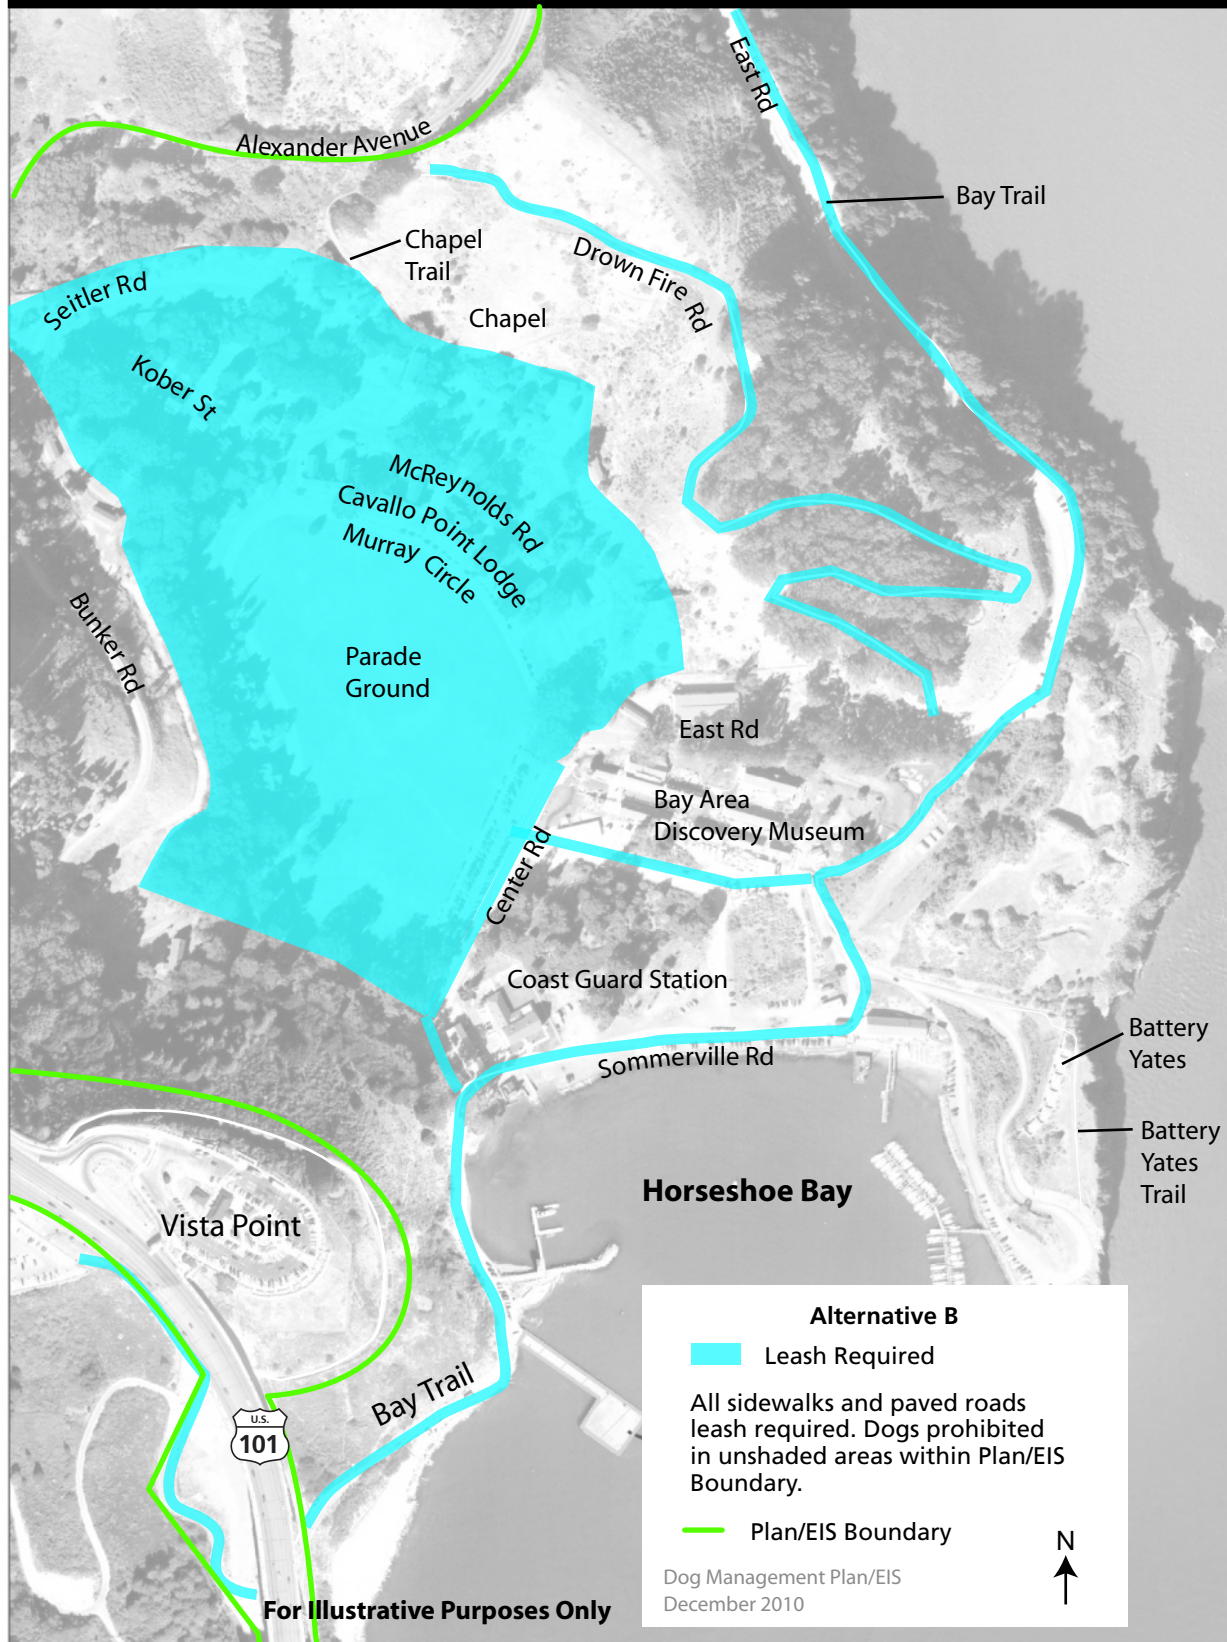 East Rd
Alexander Avenue
Bay Trail
Chapel
Trail
Drown Fire Rd
Seitler Rd
Chapel
Kober St
McReynolds Rd
Cavallo Point Lodge
Murray Circle
Bunker Rd
Parade
Ground
East Rd
Bay Area
Discovery Museum
Center Rd
Coast Guard Station
Sommerville Rd
Battery
Yates
Battery
Yates
Trail
Horseshoe Bay
Vista Point
Bay Trail
U.S.
101
Alternative B
Leash Required
All sidewalks and paved roads
leash required. Dogs prohibited
in unshaded areas within Plan/EIS
Boundary.
Plan/EIS Boundary
N
Dog Management Plan/EIS
December 2010
For Illustrative Purposes Only